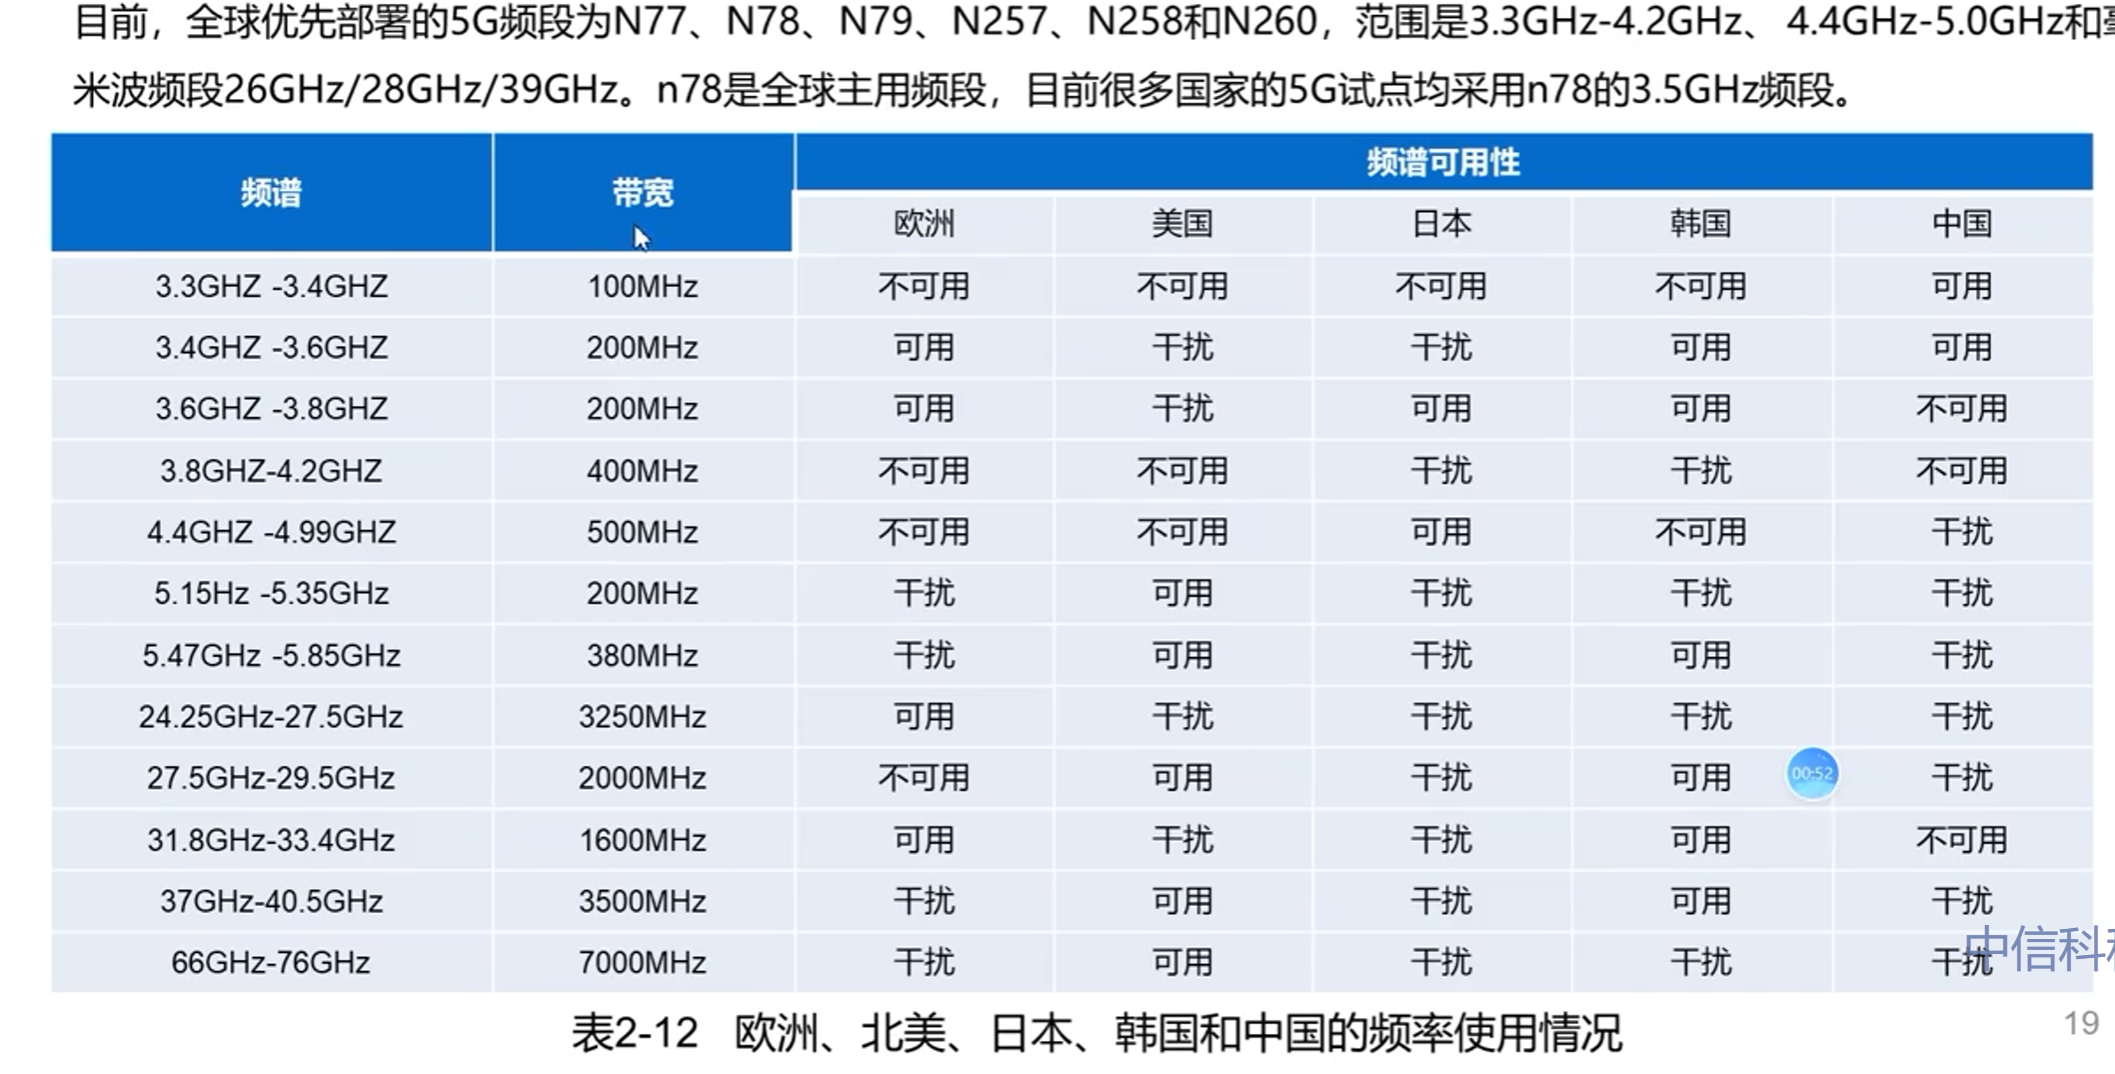 目前，全球优先部署的5G频段为N77、N78、N79、N257、N258和N260，范围是3.3GHz-4.2GHz、 4.4GHz-5.0GHz和毫
米波频段26GHz/28GHz/39GHz。n78是全球主用频段，目前很多国家的5G试点均采用n78的3.5GHz频段。
频谱 带宽 频谱可用性
欧洲 美国 日本 韩国 中国
3.3GHZ -3.4GHZ 100MHz 不可用 不可用 不可用 不可用 可用
3.4GHZ -3.6GHZ 200MHz 可用 干扰 干扰 可用 可用
3.6GHZ -3.8GHZ 200MHz 可用 干扰 可用 可用 不可用
3.8GHZ-4.2GHZ 400MHz 不可用 不可用 干扰 干扰 不可用
4.4GHZ -4.99GHZ 500MHz 不可用 不可用 可用 不可用 干扰
5.15Hz -5.35GHz 200MHz 干扰 可用 干扰 干扰 干扰
5.47GHz -5.85GHz 380MHz 干扰 可用 干扰 可用 干扰
24.25GHz-27.5GHz 3250MHz 可用 干扰 干扰 干扰 干扰
27.5GHz-29.5GHz 2000MHz 不可用 可用 干扰 可用 00:52 干扰
31.8GHz-33.4GHz 1600MHz 可用 干扰 干扰 可用 不可用
37GHz-40.5GHz 3500MHz 干扰 可用 干扰 可用 干扰
中信科
66GHz-76GHz 7000MHz 干扰 可用 干扰 干扰 干扰
表2-12 欧洲、北美、日本、韩国和中国的频率使用情况
19